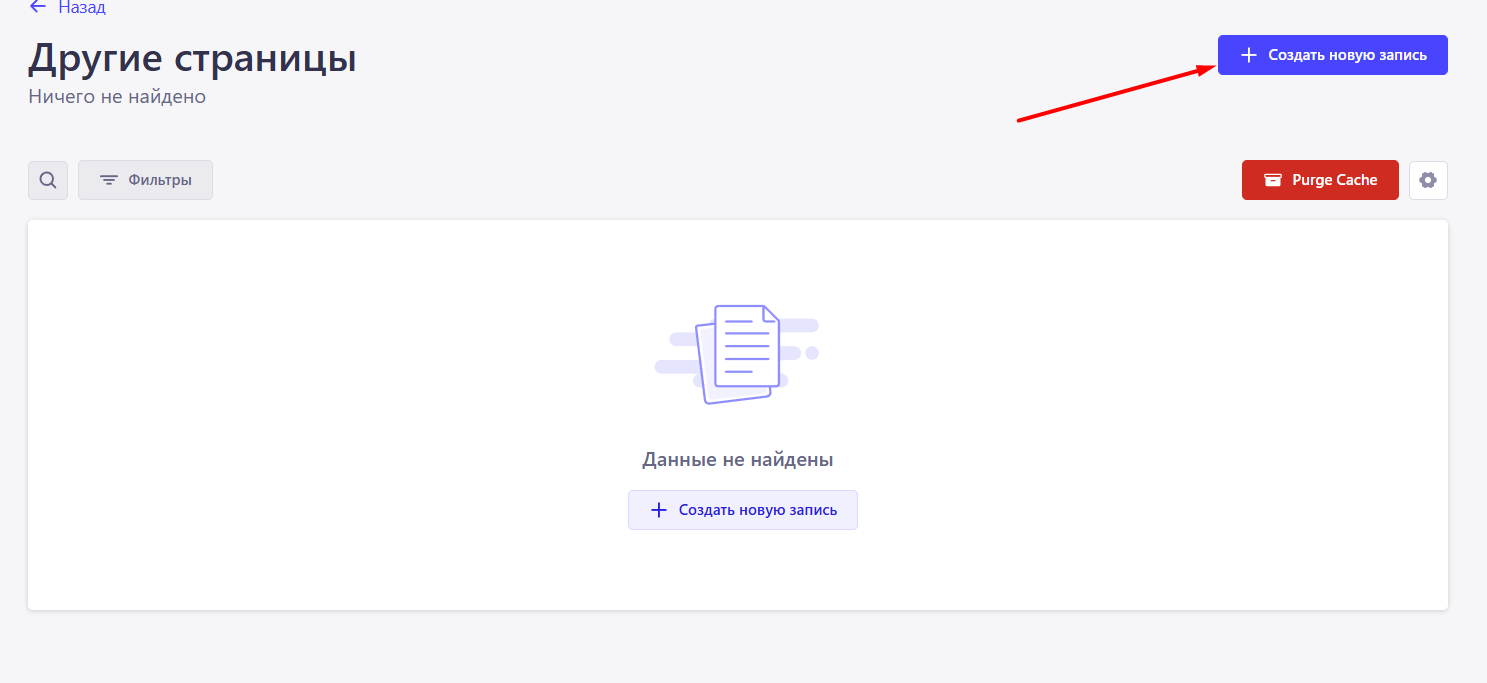 Назад
Другие страницы
Создать новую запись
Ничего не найдено
Фильтры
Purge Cache
Данные не найдены
Создать новую запись